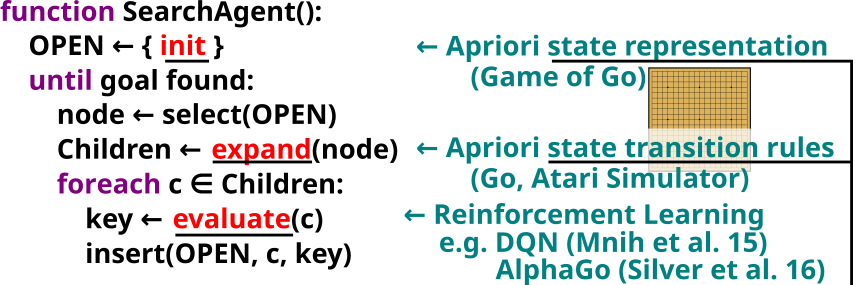 function SearchAgent():
OPEN ← { init } ← Apriori state representation
until goal found: (Game of Go)
node ← select(OPEN)
Children ← expand(node) ← Apriori state transition rules
foreach c ∈ Children: (Go, Atari Simulator)
key ← evaluate(c) ← Reinforcement Learning
e.g. DQN (Mnih et al. 15)
insert(OPEN, c, key)
AlphaGo (Silver et al. 16)